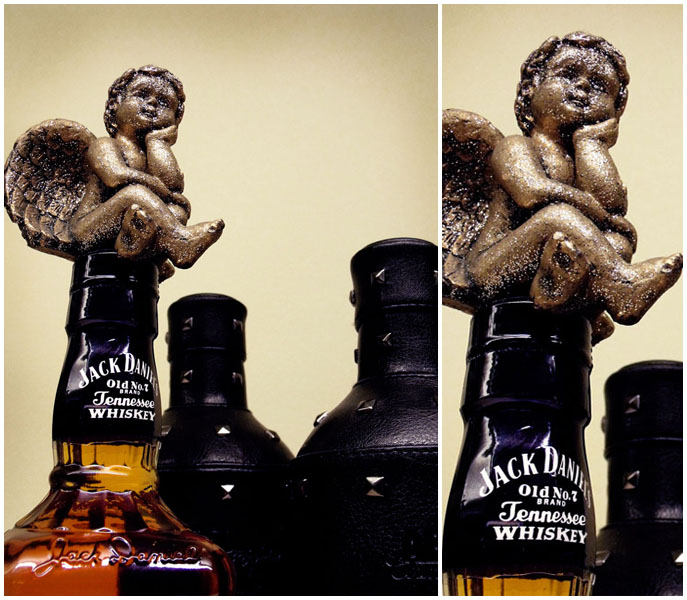 JACK DANIEL'S
Old No.7
BRAND
Tennessee
WHISKEY
Jack Daniel
JACK DANIEL'S
Old No.7
BRAND
Tennessee
WHISKEY